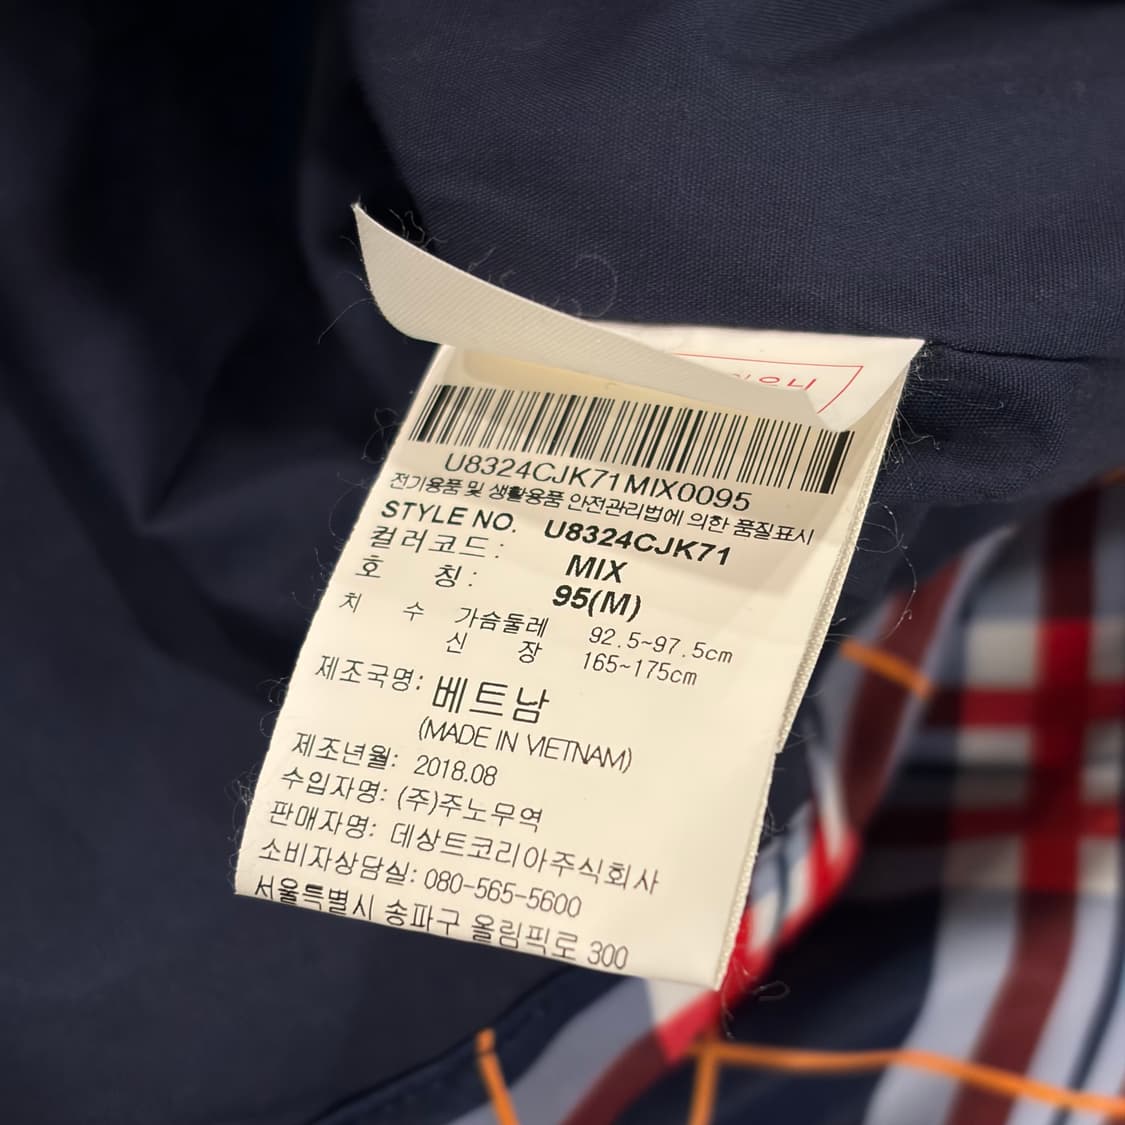 U8324CJK71MIX0095
전기용품 및 생활용품 안전관리법에 의한 품질표시
STYLE NO. U8324CJK71
컬러코드: MIX
호 칭: 95(M)
치 수 가슴둘레 92.5~97.5cm
신 장 165~175cm
제조국명: 베트남
(MADE IN VIETNAM)
제조년월: 2018.08
수입자명: (주)주노무역
판매자명: 데상트코리아주식회사
소비자상담실: 080-565-5600
서울특별시 송파구 올림픽로 300